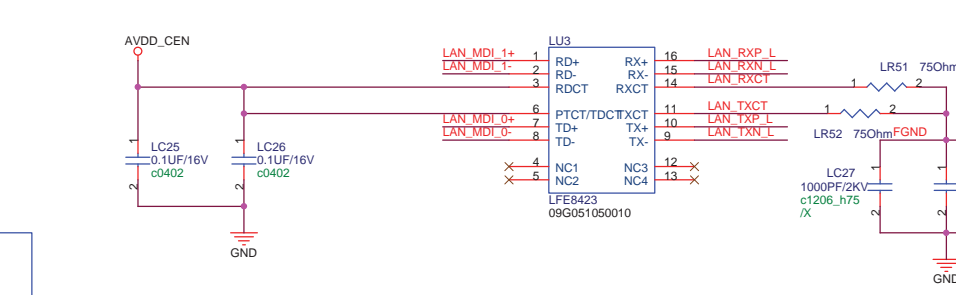 AVDD_CEN
LC25
0.1UF/16V
c0402
1
2
LC26
0.1UF/16V
c0402
1
2
GND
LAN_MDI_1+
LAN_MDI_1-
LAN_MDI_0+
LAN_MDI_0-
LU3
1 RD+ RX+ 16
2 RD- RX- 15
3 RDCT RXCT 14
6 PTCT/TDCT TXCT 11
7 TD+ TX+ 10
8 TD- TX- 9
4 NC1 NC3 12
5 NC2 NC4 13
LFE8423
09G051050010
LAN_RXP_L
LAN_RXN_L
LAN_RXCT
LAN_TXCT
LAN_TXP_L
LAN_TXN_L
LR51 75Ohm
1 2
1 2
LR52 75Ohm
FGND
LC27
1000PF/2KV
c1206_h75
/X
1
2
1
2
GND